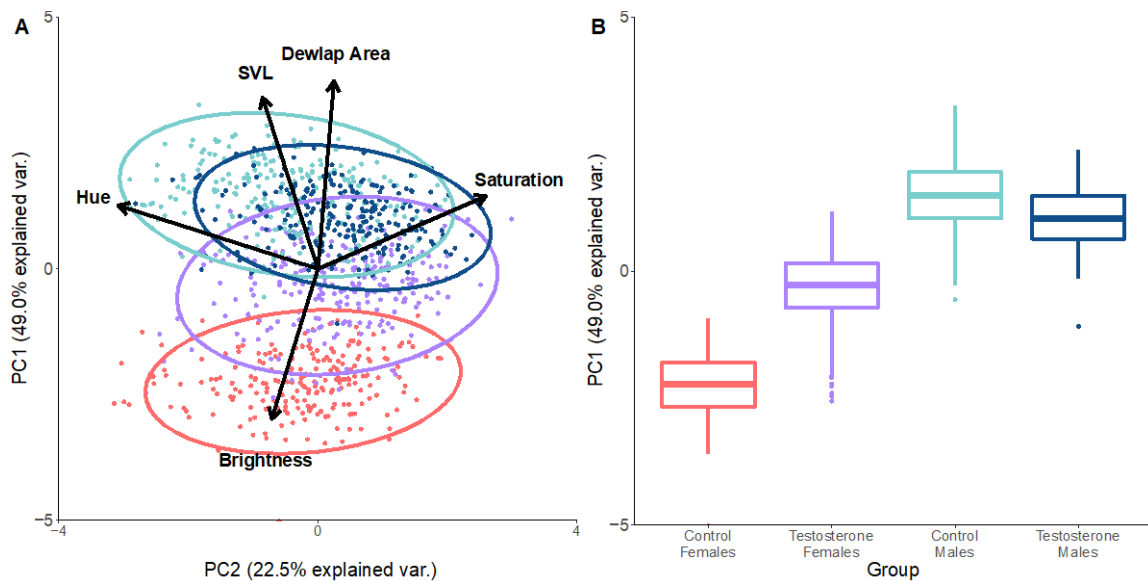 A
5
Dewlap Area
SVL
Saturation
Hue
0
Brightness
−5
−4
0
4
PC1 (49.0% explained var.)
PC2 (22.5% explained var.)
B
5
0
−5
PC1 (49.0% explained var.)
Control
Females
Testosterone
Females
Control
Males
Testosterone
Males
Group